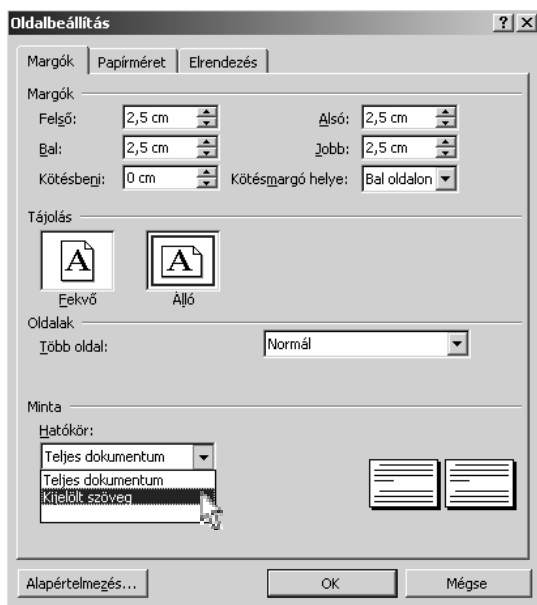 Oldalbeállítás
Margók Papírméret Elrendezés
Margók
Felső: 2,5 cm Alsó: 2,5 cm
Bal: 2,5 cm Jobb: 2,5 cm
Kötésbeni: 0 cm Kötésmargó helye: Bal oldalon
Tájolás
A A
Fekvő Álló
Oldalak
Több oldal: Normál
Minta
Hatókör:
Teljes dokumentum
Teljes dokumentum
Kijelölt szöveg
Alapértelmezés... OK Mégse